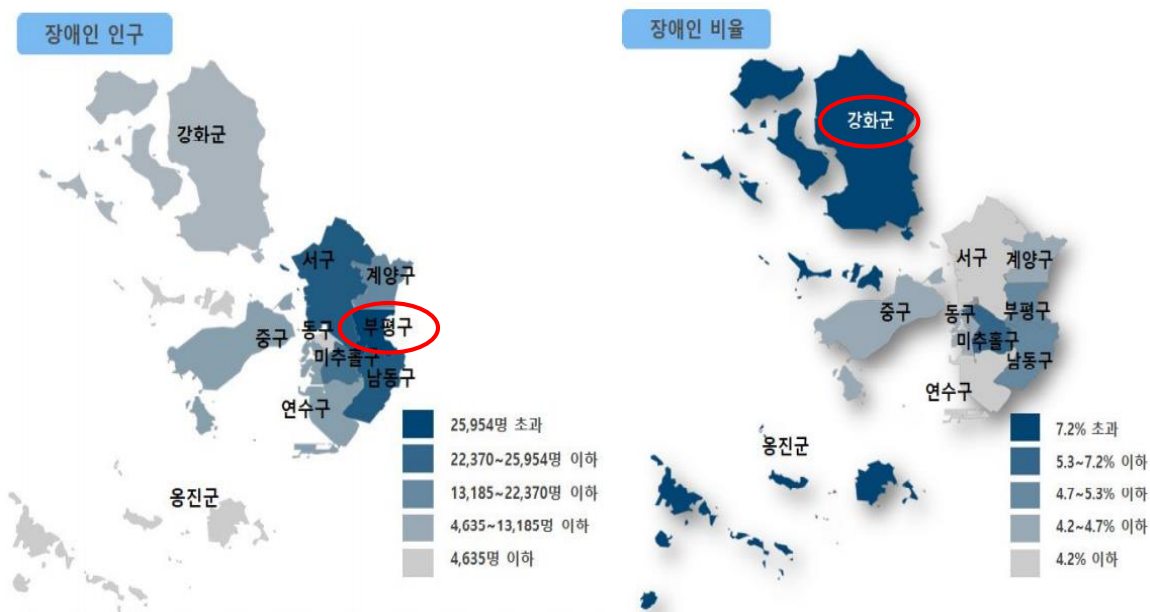 장애인 인구
강화군
서구
계양구
중구
동구
부평구
미추홀구
남동구
연수구
옹진군
25,954명 초과
22,370~25,954명 이하
13,185~22,370명 이하
4,635~13,185명 이하
4,635명 이하
장애인 비율
강화군
서구
계양구
중구
동구
부평구
미추홀구
남동구
연수구
옹진군
7.2% 초과
5.3~7.2% 이하
4.7~5.3% 이하
4.2~4.7% 이하
4.2% 이하